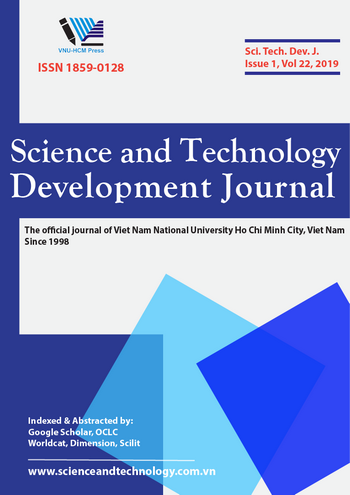 VNU-HCM Press
ISSN 1859-0128
Sci. Tech. Dev. J.
Issue 1, Vol 22, 2019
Science and Technology
Development Journal
The official journal of Viet Nam National University Ho Chi Minh City, Viet Nam
Since 1998
Indexed & Abstracted by:
Google Scholar, OCLC
Worldcat, Dimension, Scilit
www.scienceandtechnology.com.vn